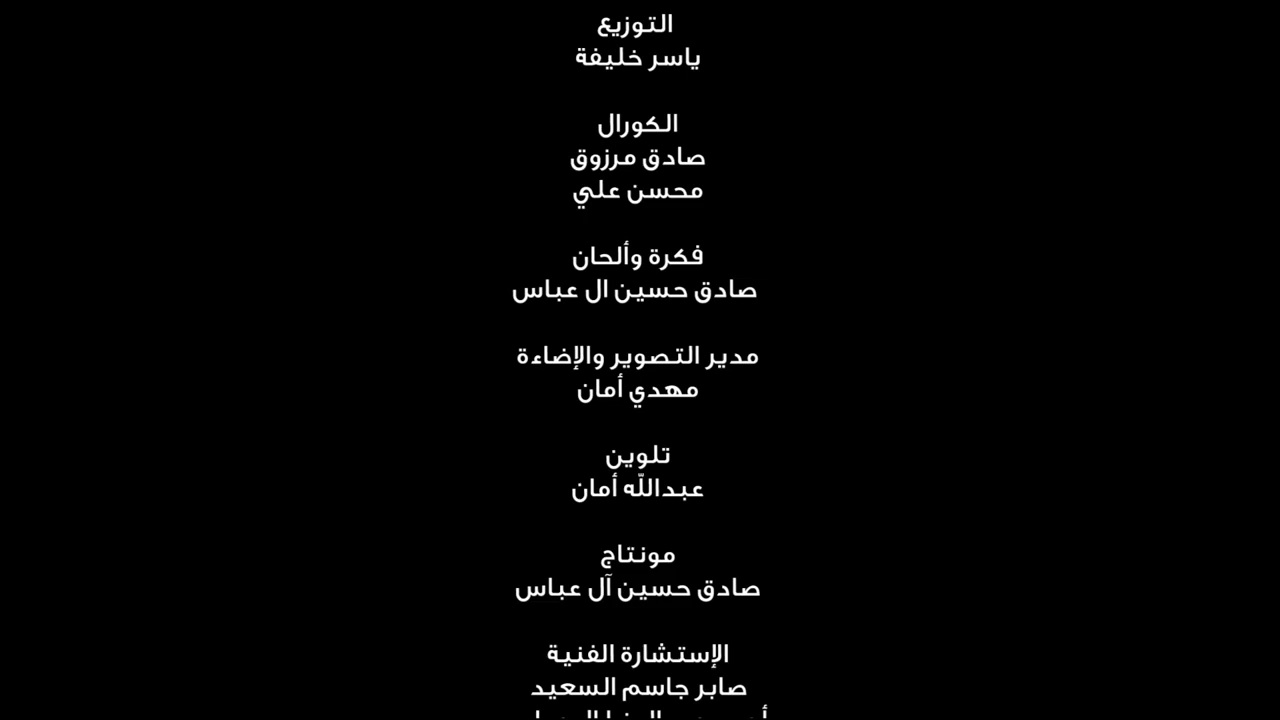 التوزيع
ياسر خليفة
الكورال
صادق مرزوق
محسن علي
فكرة وألحان
صادق حسين ال عباس
مدير التصوير والإضاءة
مهدي أمان
تلوين
عبدالله أمان
مونتاج
صادق حسين آل عباس
الإستشارة الفنية
صابر جاسم السعيد